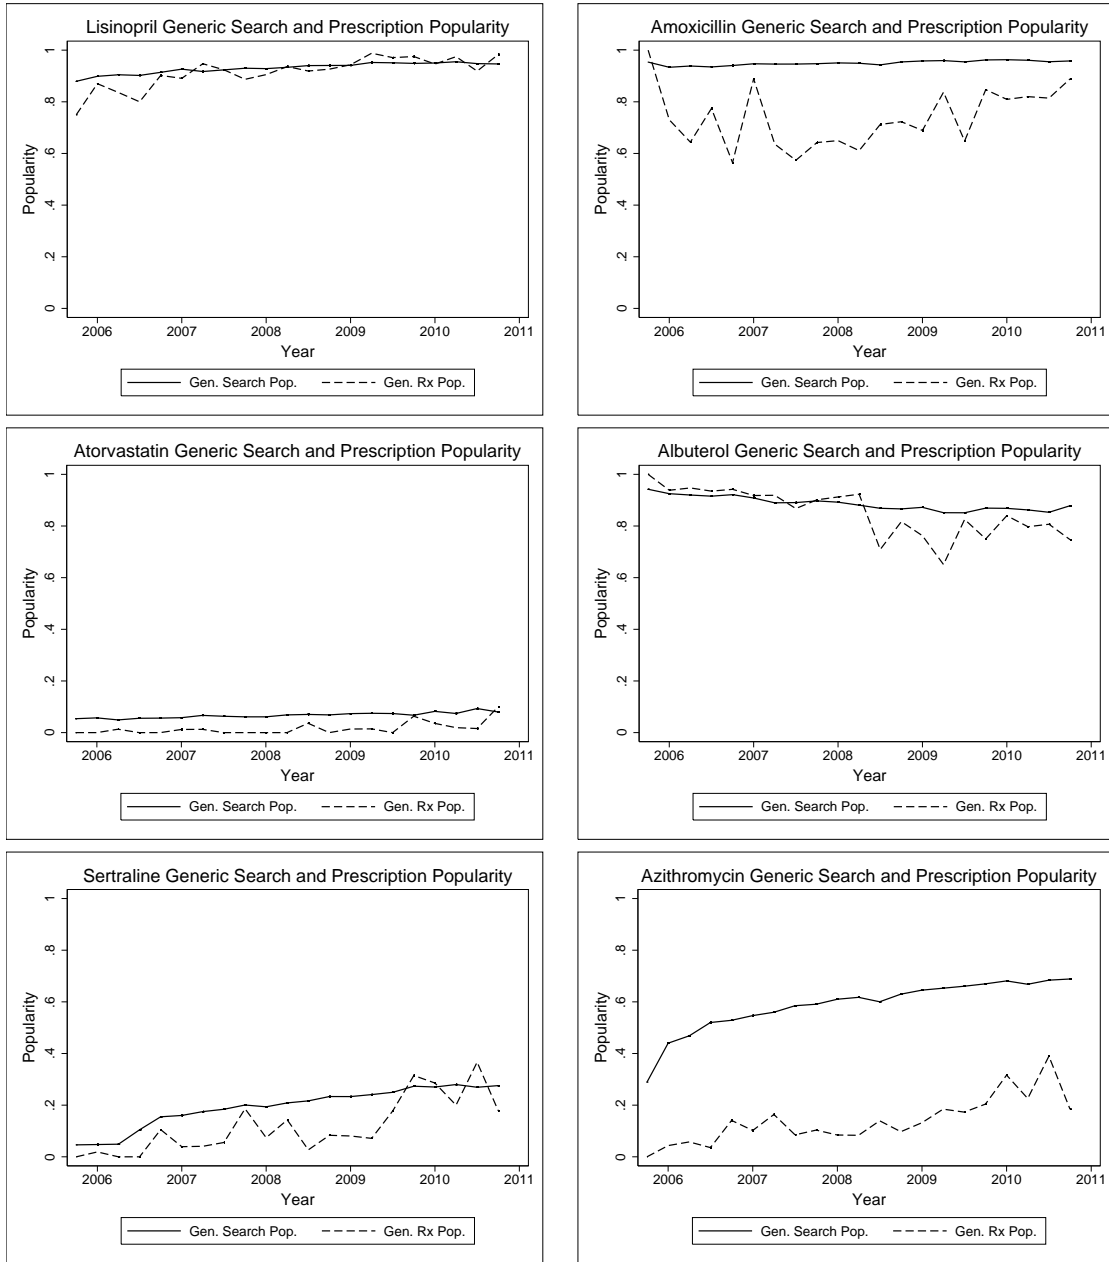 Lisinopril Generic Search and Prescription Popularity
Popularity
0 .2 .4 .6 .8 1
2006 2007 2008 2009 2010 2011
Year
Gen. Search Pop. Gen. Rx Pop.
Amoxicillin Generic Search and Prescription Popularity
Popularity
0 .2 .4 .6 .8 1
2006 2007 2008 2009 2010 2011
Year
Gen. Search Pop. Gen. Rx Pop.
Atorvastatin Generic Search and Prescription Popularity
Popularity
0 .2 .4 .6 .8 1
2006 2007 2008 2009 2010 2011
Year
Gen. Search Pop. Gen. Rx Pop.
Albuterol Generic Search and Prescription Popularity
Popularity
0 .2 .4 .6 .8 1
2006 2007 2008 2009 2010 2011
Year
Gen. Search Pop. Gen. Rx Pop.
Sertraline Generic Search and Prescription Popularity
Popularity
0 .2 .4 .6 .8 1
2006 2007 2008 2009 2010 2011
Year
Gen. Search Pop. Gen. Rx Pop.
Azithromycin Generic Search and Prescription Popularity
Popularity
0 .2 .4 .6 .8 1
2006 2007 2008 2009 2010 2011
Year
Gen. Search Pop. Gen. Rx Pop.